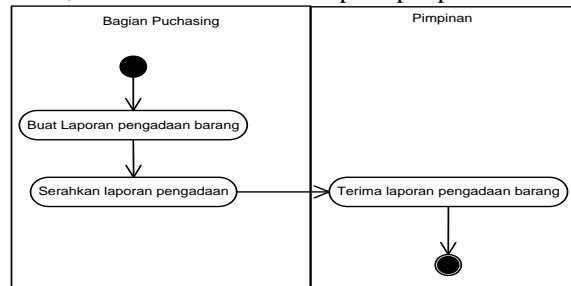 Bagian Puchasing
Pimpinan
Buat Laporan pengadaan barang
Serahkan laporan pengadaan
Terima laporan pengadaan barang